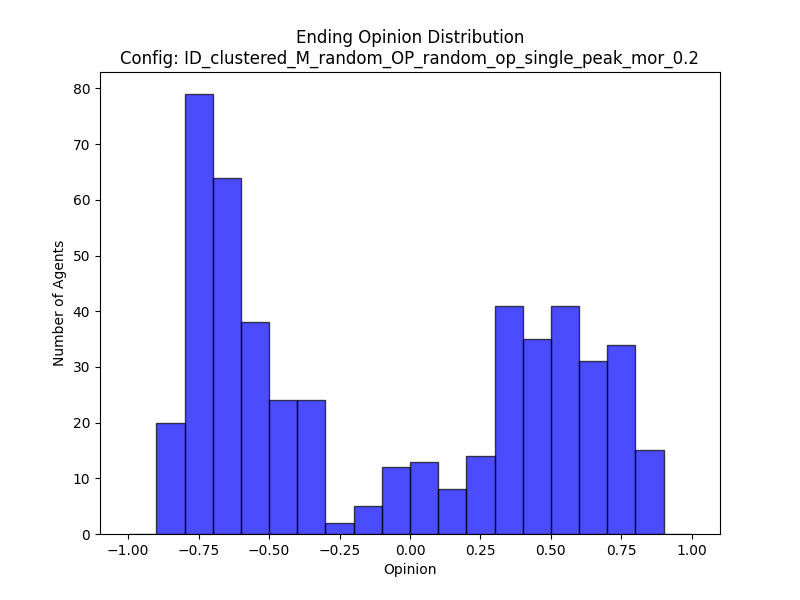 Ending Opinion Distribution
Config: ID_clustered_M_random_OP_random_op_single_peak_mor_0.2
80
70
60
50
40
30
20
10
0
Number of Agents
−1.00 −0.75 −0.50 −0.25 0.00 0.25 0.50 0.75 1.00
Opinion